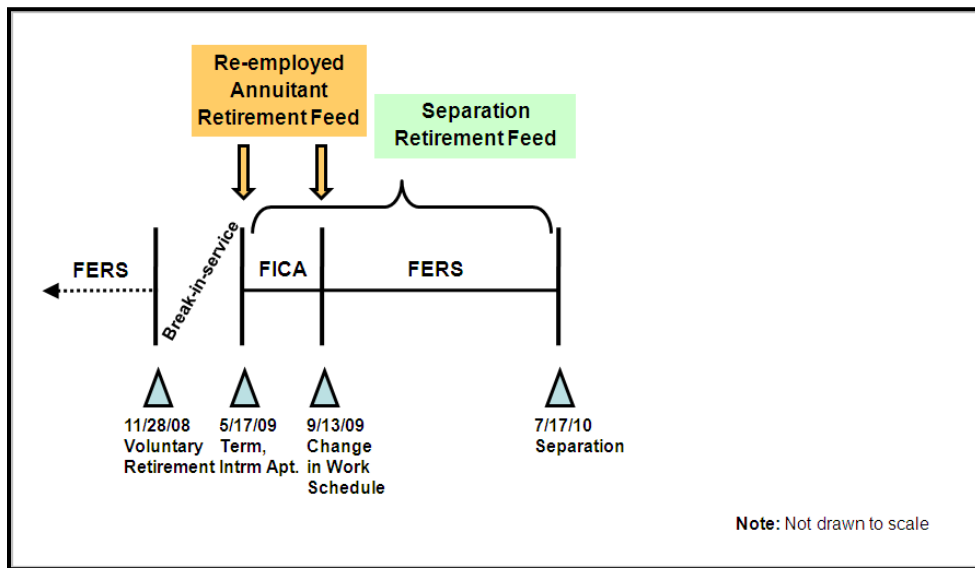 Re-employed
Annuitant
Retirement Feed
Separation
Retirement Feed
FERS
Break-in-service
FICA
FERS
11/28/08
Voluntary
Retirement
5/17/09
Term,
Intrm Apt.
9/13/09
Change
in Work
Schedule
7/17/10
Separation
Note: Not drawn to scale